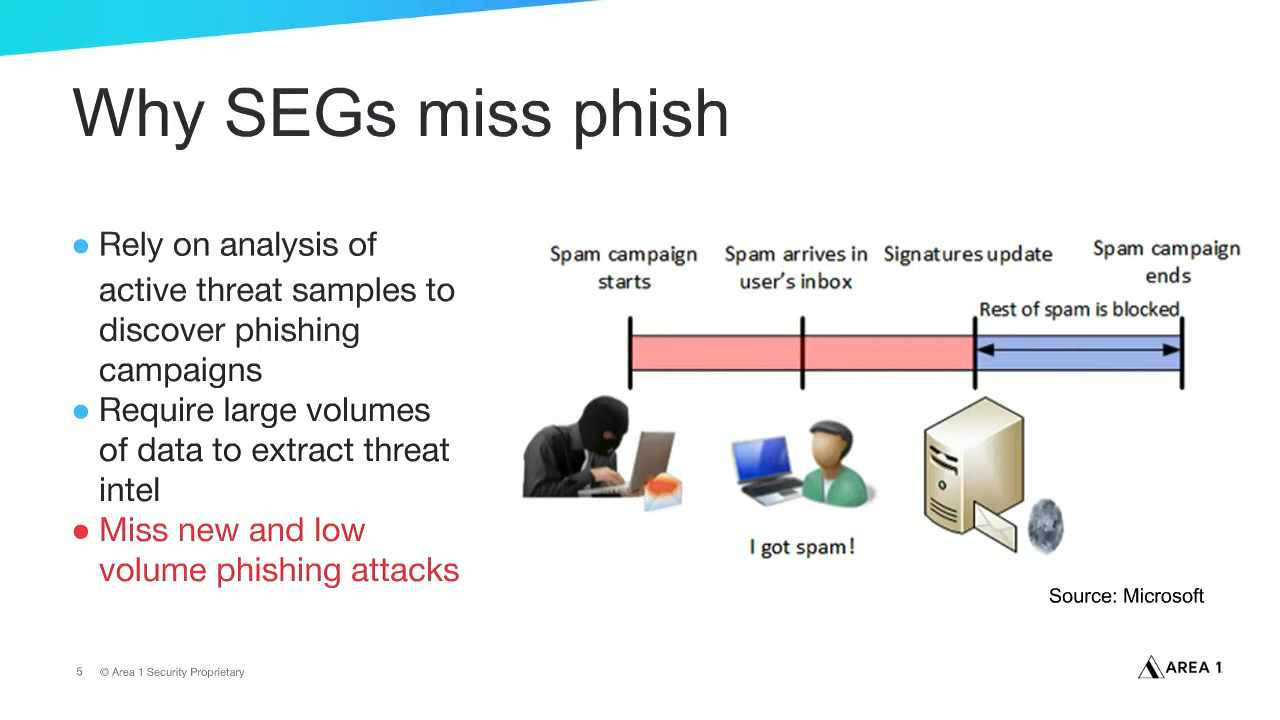 Why SEGs miss phish
● Rely on analysis of
active threat samples to
discover phishing
campaigns
● Require large volumes
of data to extract threat
intel
● Miss new and low
volume phishing attacks
Spam campaign
starts
Spam arrives in
user's inbox
Signatures update
Spam campaign
ends
Rest of spam is blocked
I got spam!
Source: Microsoft
5 © Area 1 Security Proprietary
AREA 1